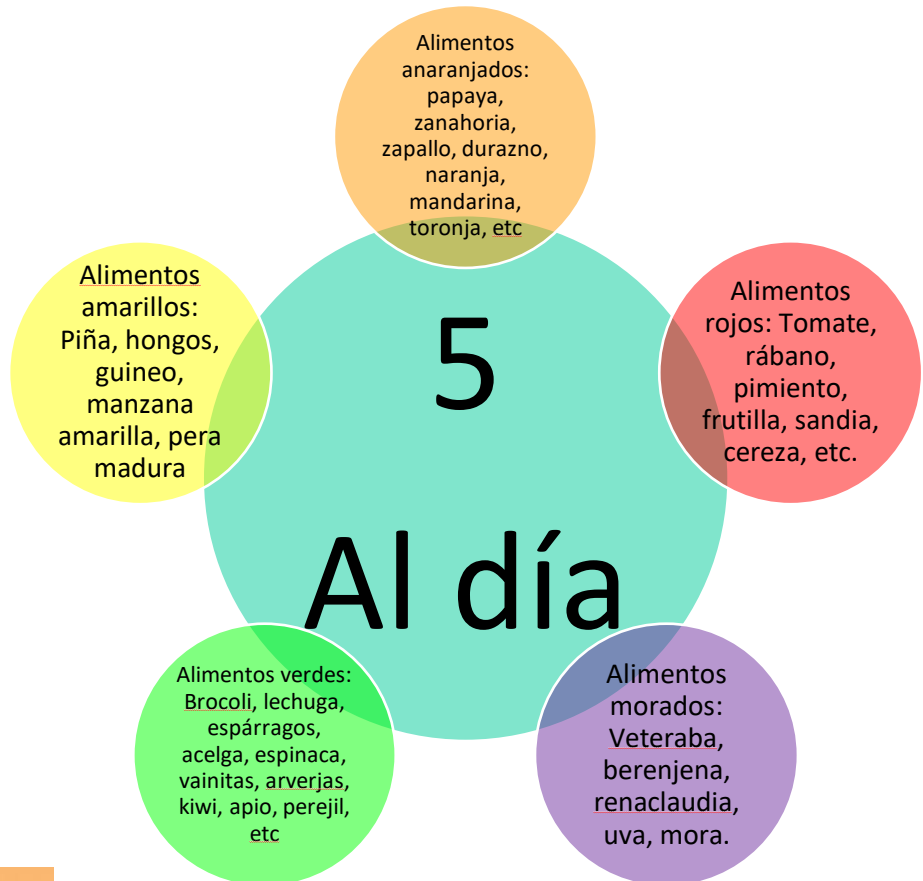 Alimentos
anaranjados:
papaya,
zanahoria,
zapallo, durazno,
naranja,
mandarina,
toronja, etc
Alimentos
amarillos:
Piña, hongos,
guineo,
manzana
amarilla, pera
madura
5
Al día
Alimentos
rojos: Tomate,
rábano,
pimiento,
frutilla, sandia,
cereza, etc.
Alimentos verdes:
Brocoli, lechuga,
espárragos,
acelga, espinaca,
vainitas, arverjas,
kiwi, apio, perejil,
etc
Alimentos
morados:
Veteraba,
berenjena,
renaclaudia,
uva, mora.